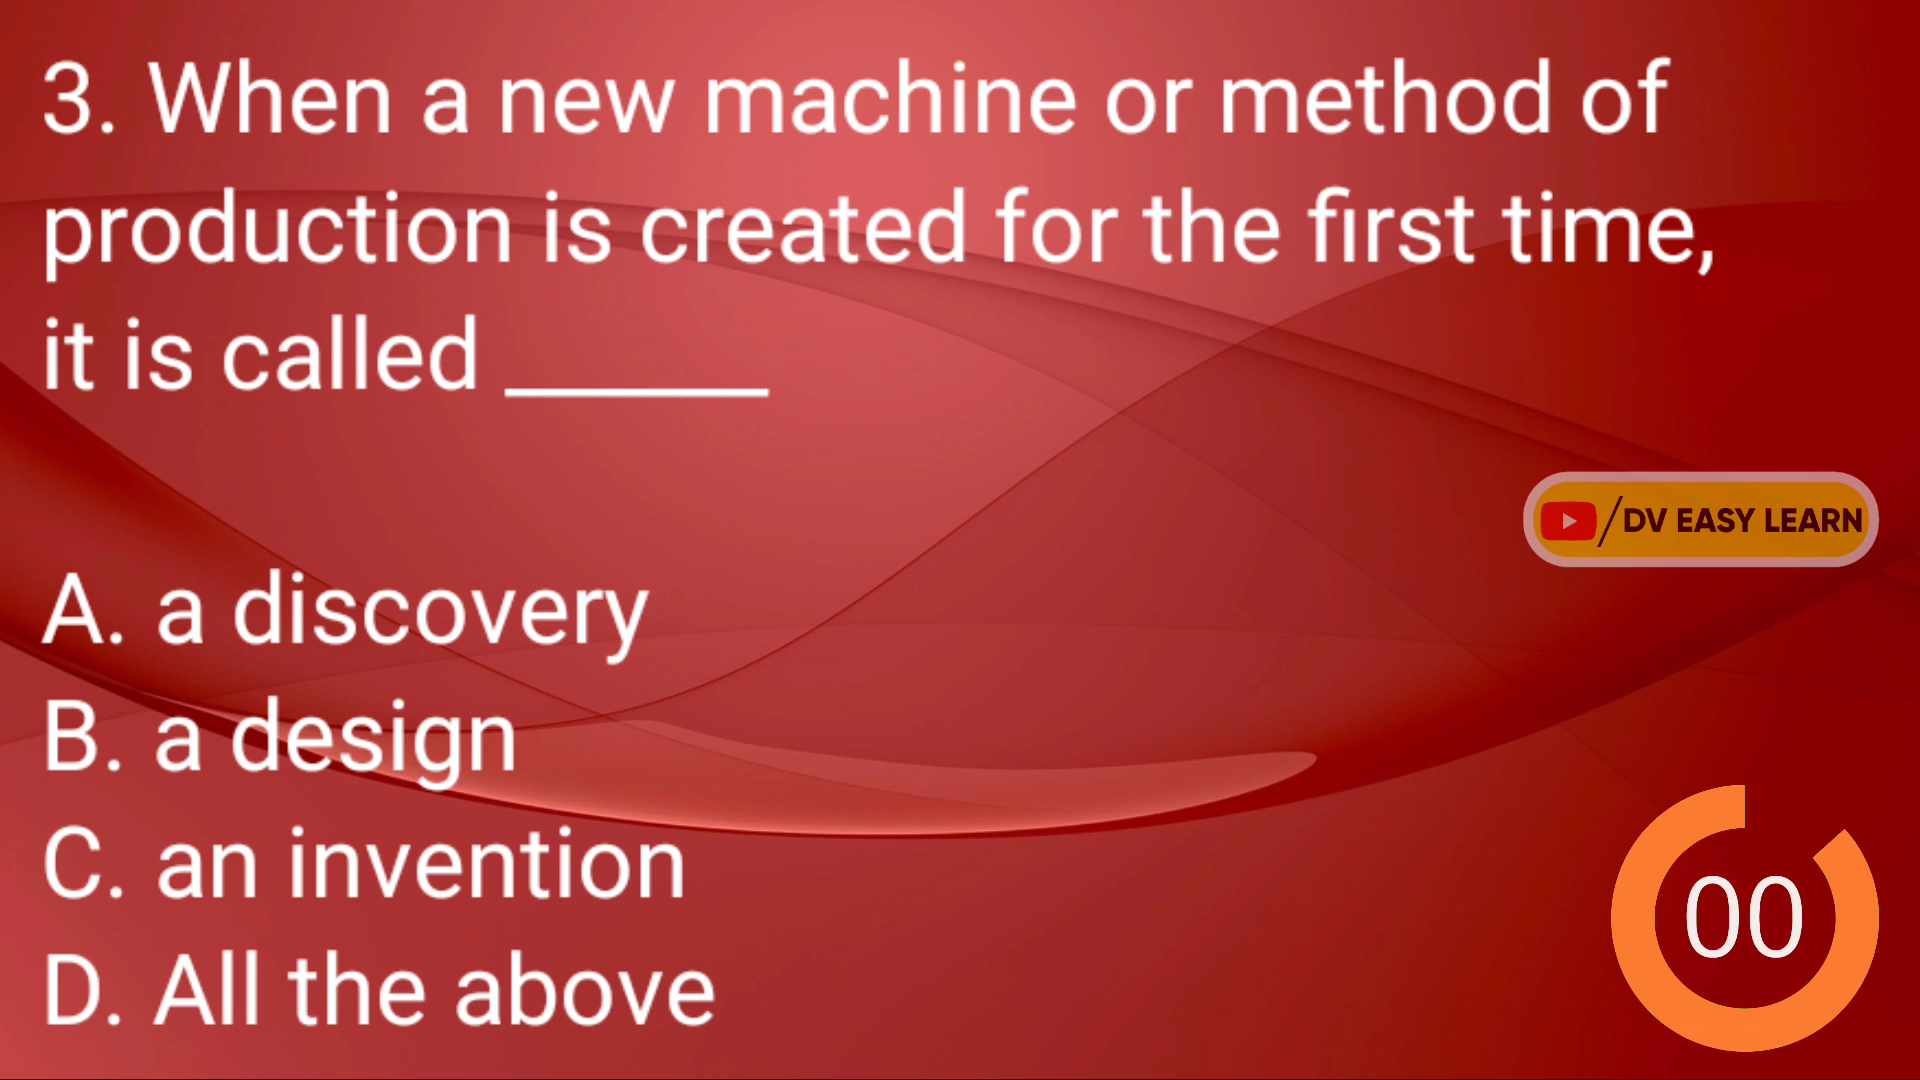 3. When a new machine or method of
production is created for the first time,
it is called ______
/DV EASY LEARN
A. a discovery
B. a design
C. an invention
D. All the above
00